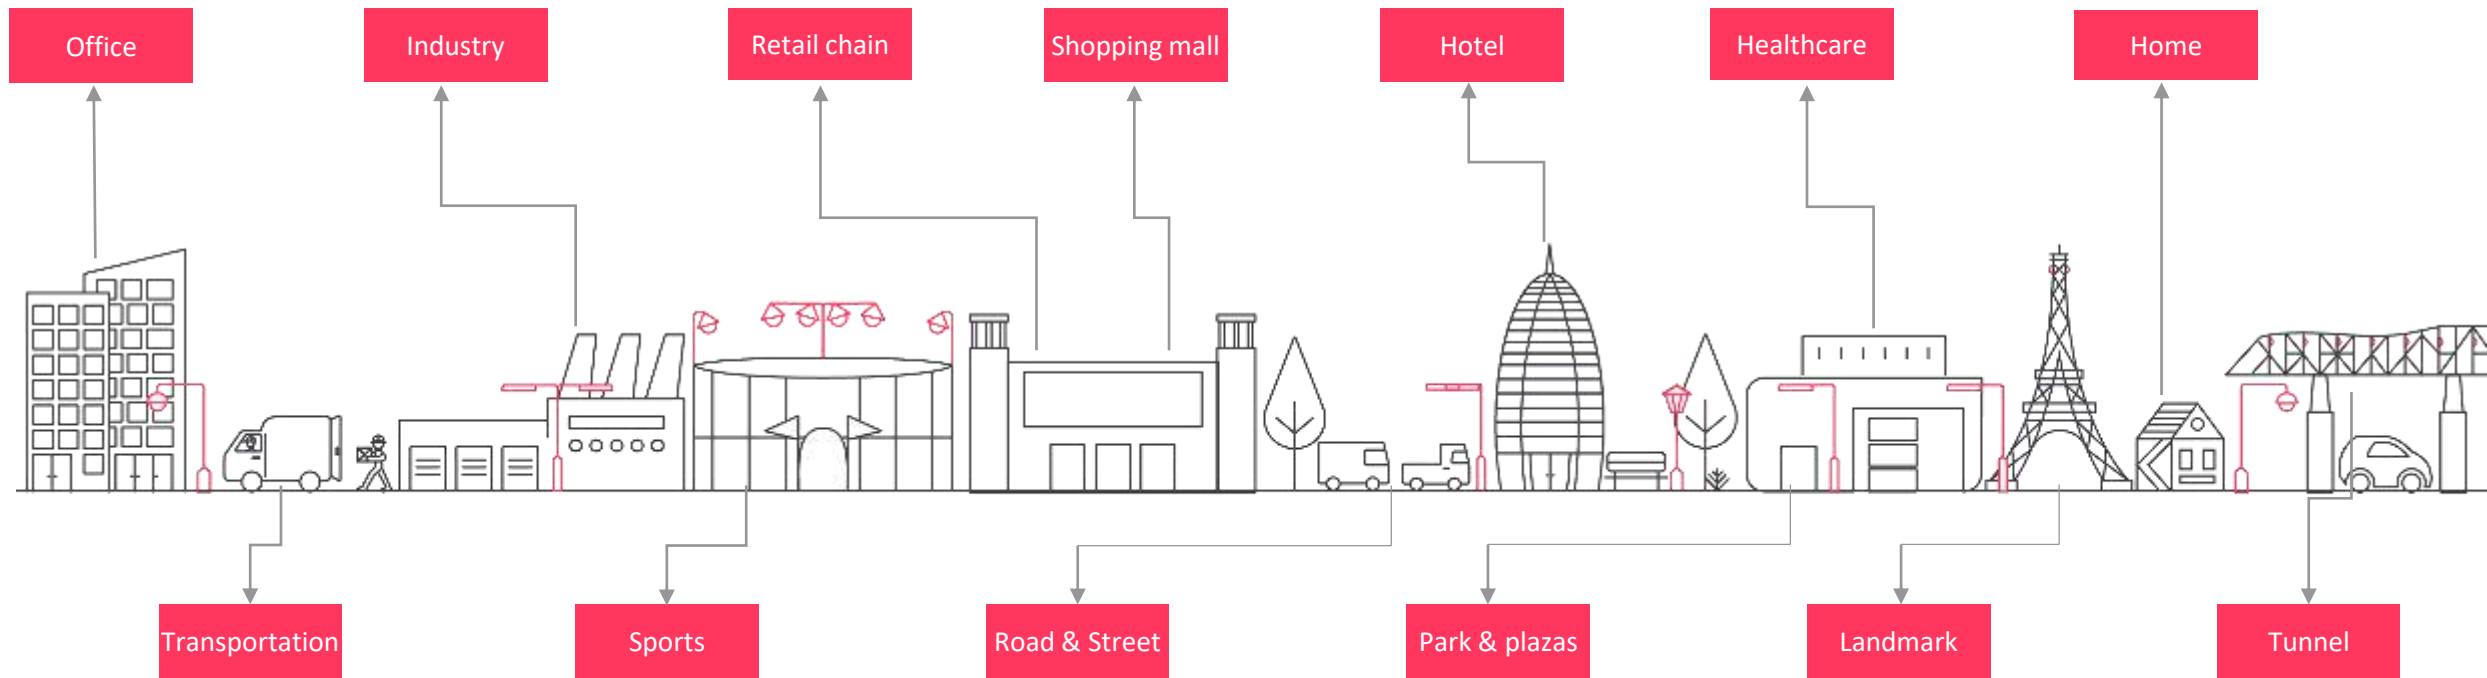 Office
Industry
Retail chain
Shopping mall
Hotel
Healthcare
Home
Transportation
Sports
Road & Street
Park & plazas
Landmark
Tunnel